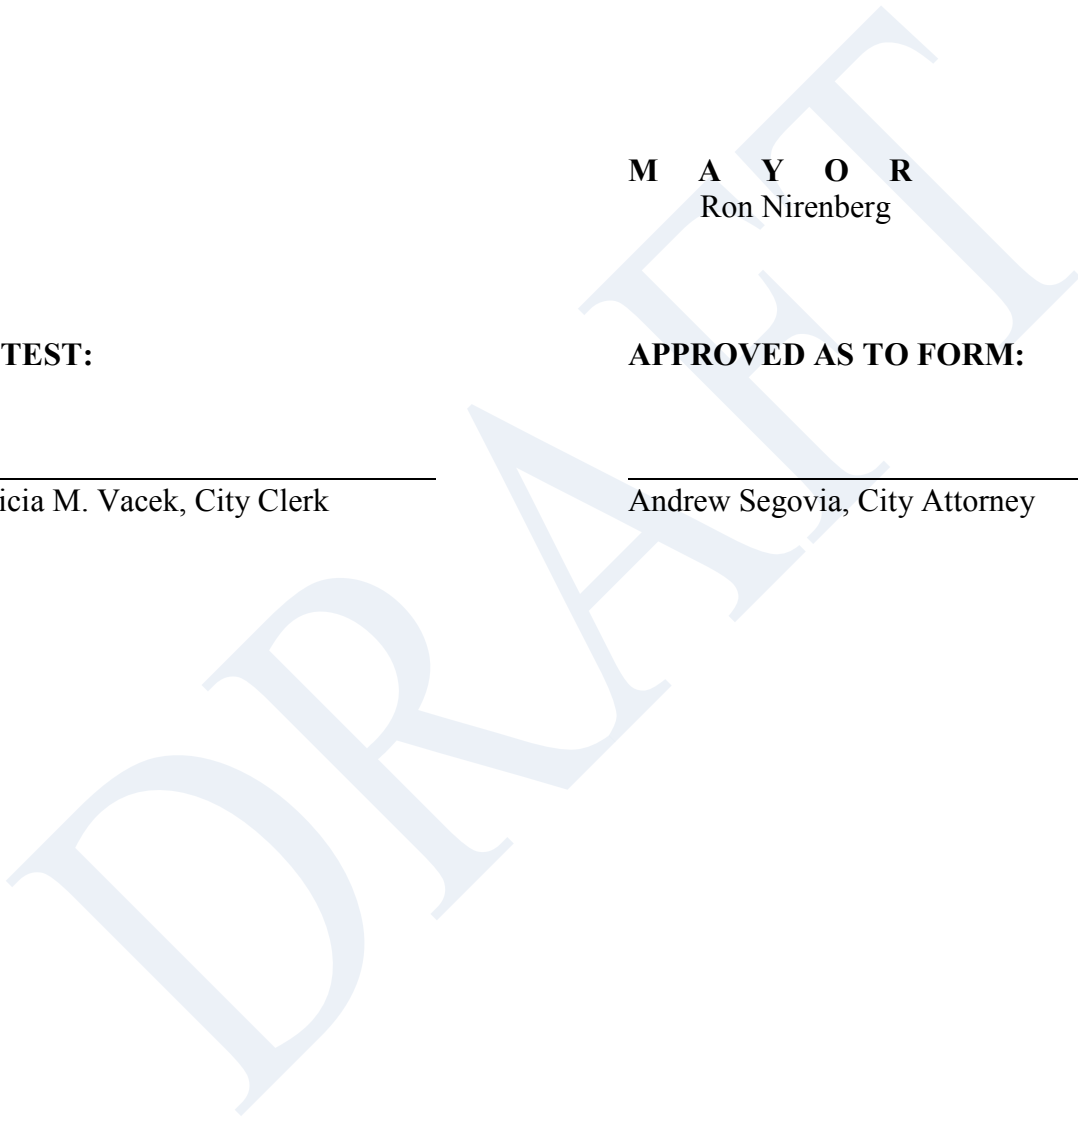 M A Y O R
Ron Nirenberg
TEST: APPROVED AS TO FORM:
icia M. Vacek, City Clerk Andrew Segovia, City Attorney
DRAFT